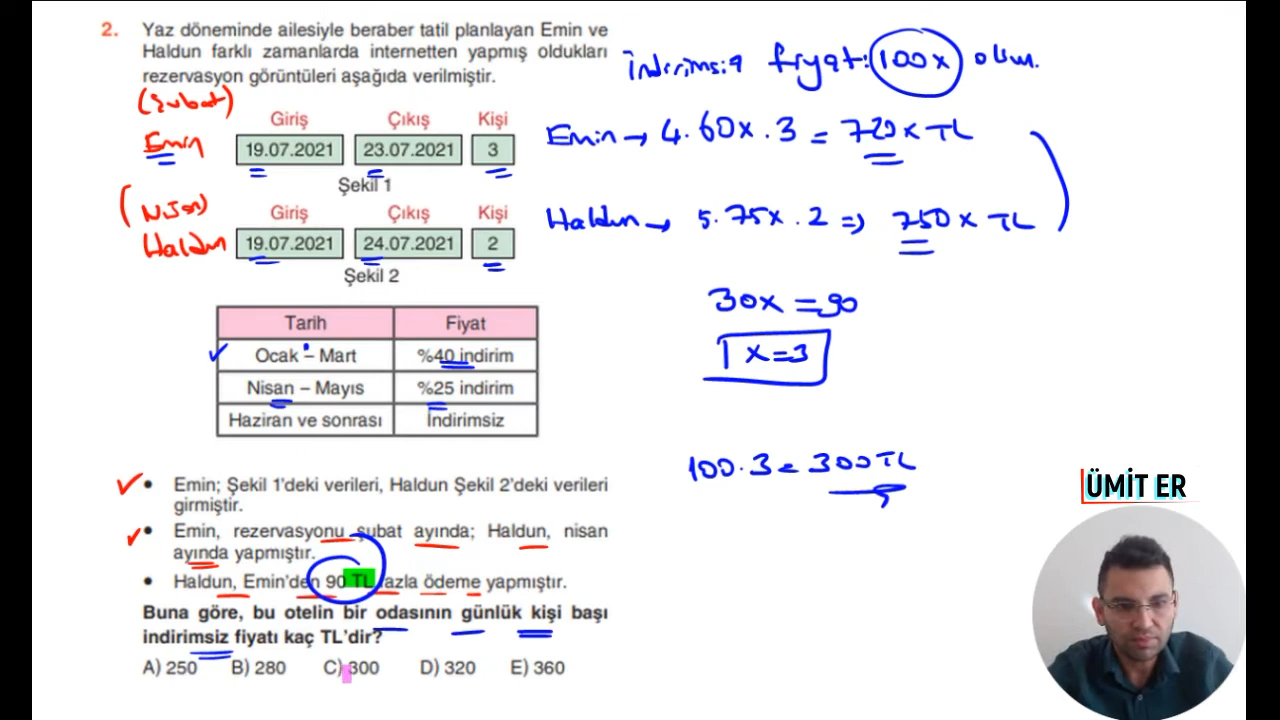 2. Yaz döneminde ailesiyle beraber tatil planlayan Emin ve
Haldun farklı zamanlarda internetten yapmış oldukları
rezervasyon görüntüleri aşağıda verilmiştir.
(Şubat)
Giriş Çıkış Kişi
Emin 19.07.2021 23.07.2021 3
Şekil 1
(Nisan)
Giriş Çıkış Kişi
Haldun 19.07.2021 24.07.2021 2
Şekil 2
Tarih Fiyat
Ocak – Mart %40 indirim
Nisan – Mayıs %25 indirim
Haziran ve sonrası İndirimsiz
• Emin; Şekil 1'deki verileri, Haldun Şekil 2'deki verileri
girmiştir.
• Emin, rezervasyonu şubat ayında; Haldun, nisan
ayında yapmıştır.
• Haldun, Emin'den 90 TL fazla ödeme yapmıştır.
Buna göre, bu otelin bir odasının günlük kişi başı
indirimsiz fiyatı kaç TL'dir?
A) 250 B) 280 C) 300 D) 320 E) 360
İndirimsiz fiyat: 100x olsun.
Emin → 4.60x.3 = 720x TL
Haldun → 5.75x.2 => 750x TL
30x = 90
x = 3
100.3 = 300 TL
ÜMİT ER